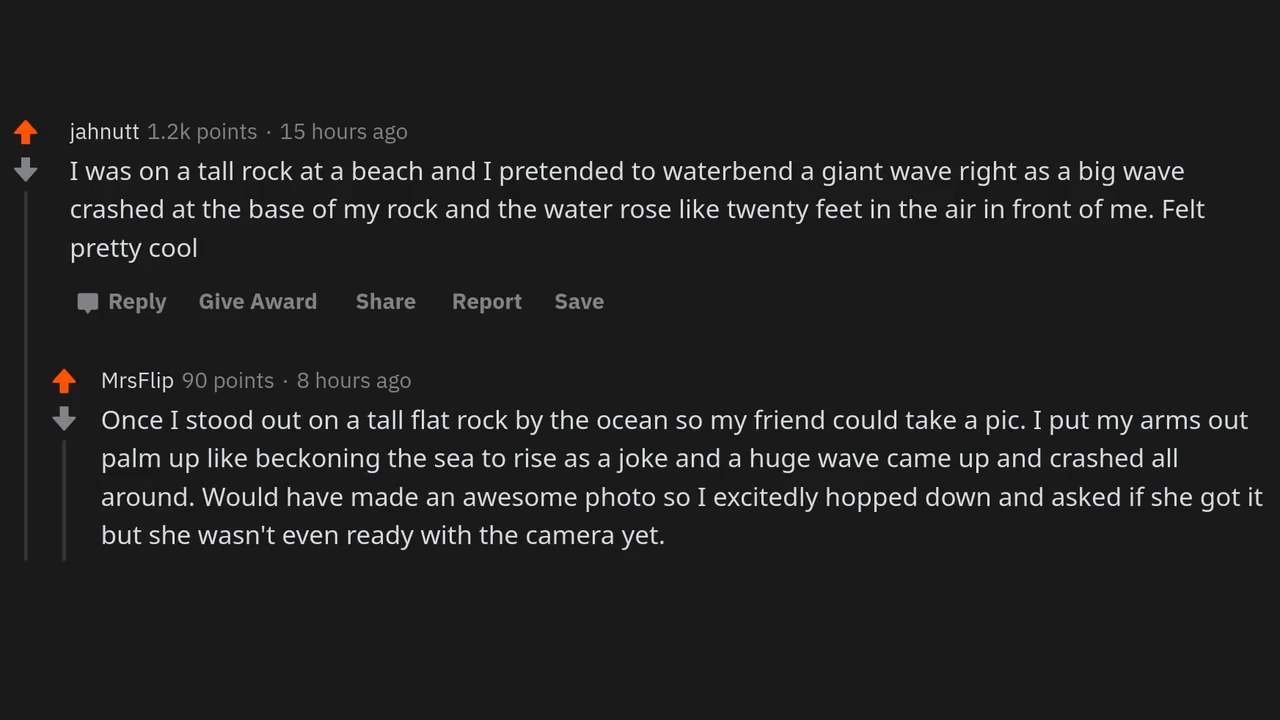 jahnutt 1.2k points · 15 hours ago
I was on a tall rock at a beach and I pretended to waterbend a giant wave right as a big wave
crashed at the base of my rock and the water rose like twenty feet in the air in front of me. Felt
pretty cool
Reply Give Award Share Report Save
MrsFlip 90 points · 8 hours ago
Once I stood out on a tall flat rock by the ocean so my friend could take a pic. I put my arms out
palm up like beckoning the sea to rise as a joke and a huge wave came up and crashed all
around. Would have made an awesome photo so I excitedly hopped down and asked if she got it
but she wasn't even ready with the camera yet.